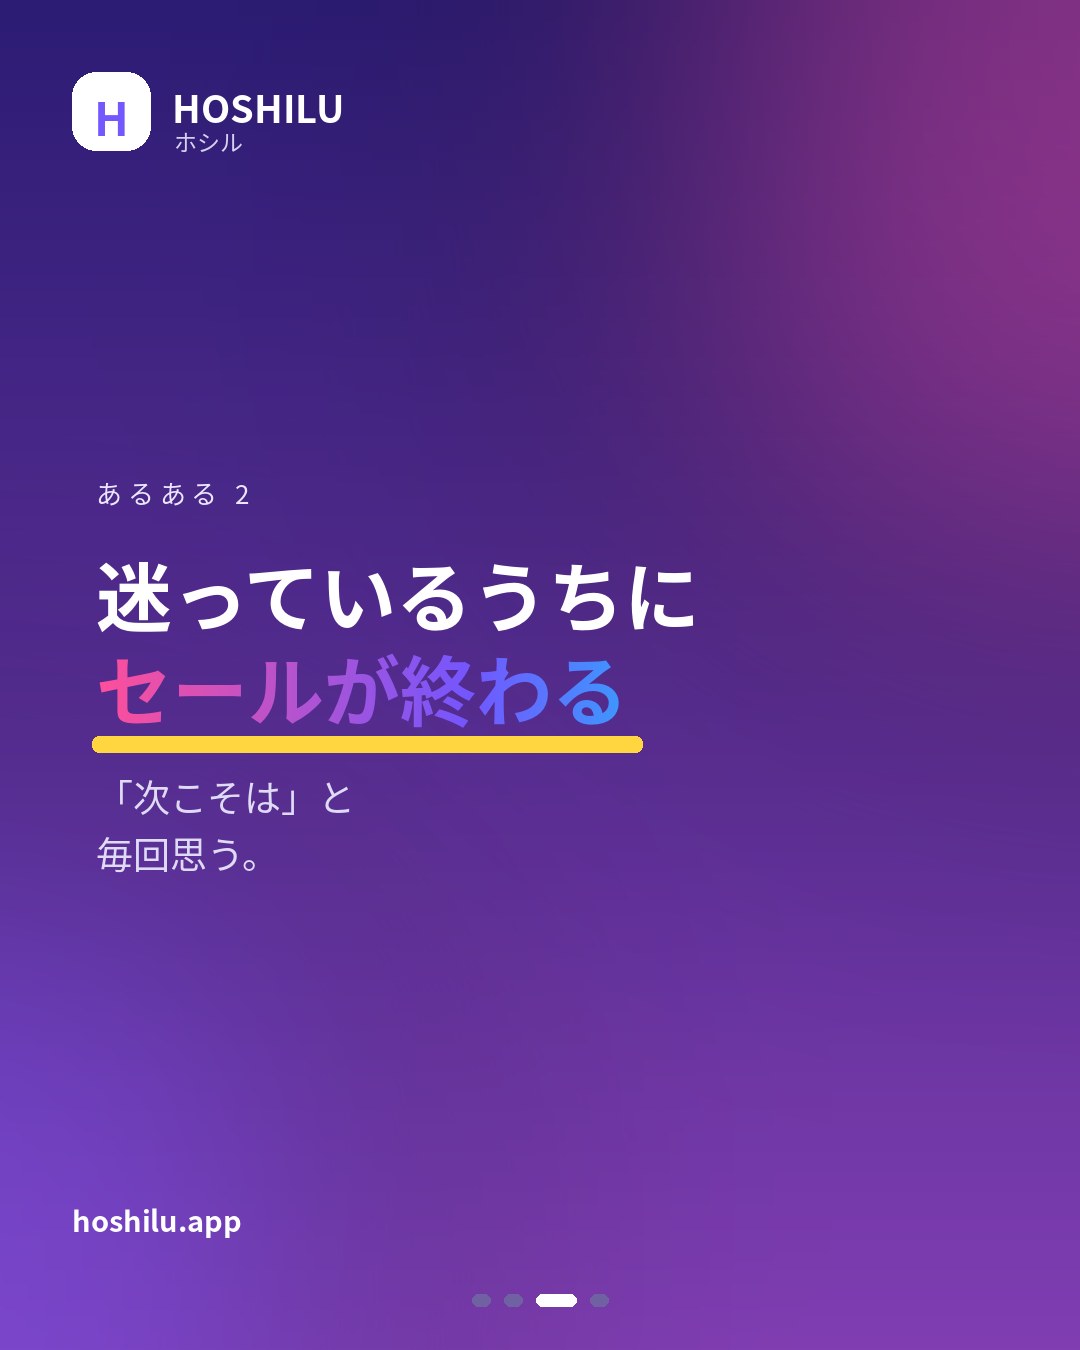 H
HOSHILU
ホシル
あるある 2
迷っているうちに
セールが終わる
「次こそは」と
毎回思う。
hoshilu.app